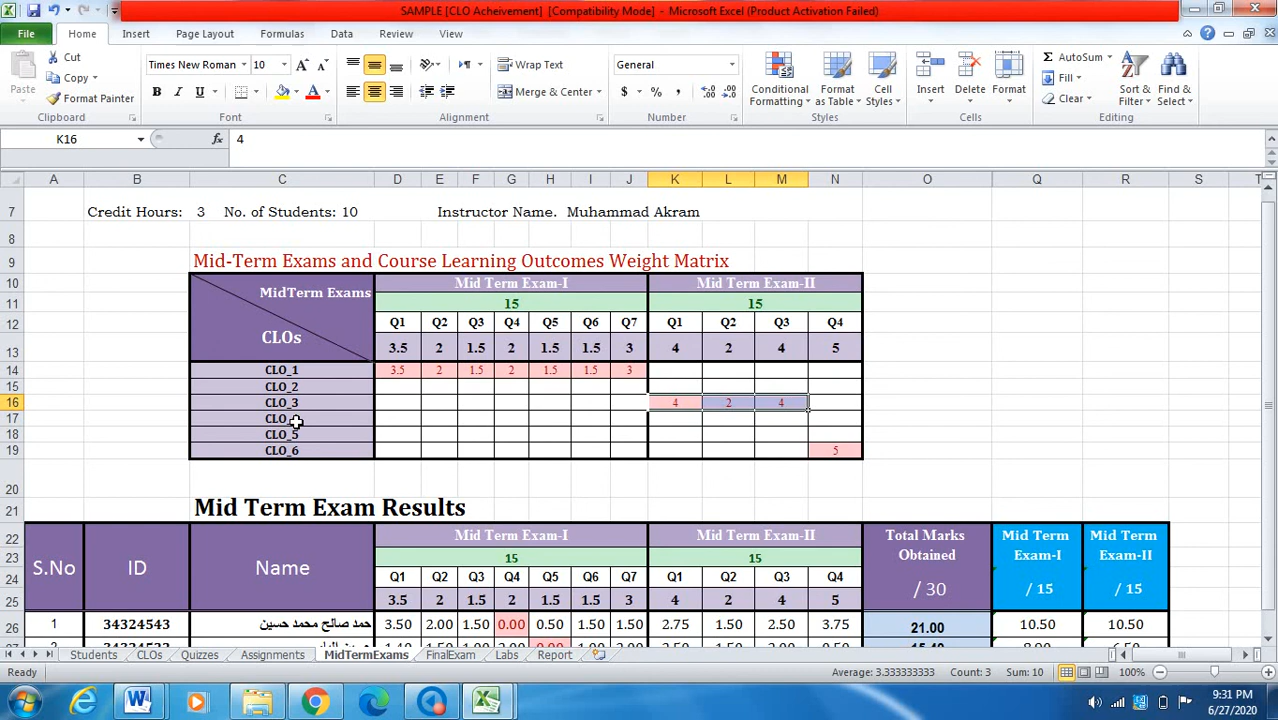 SAMPLE [CLO Acheivement] [Compatibility Mode] - Microsoft Excel (Product Activation Failed)
File Home Insert Page Layout Formulas Data Review View
Paste Cut Copy Format Painter Clipboard
Times New Roman 10 B I U A A A Font
Wrap Text Merge & Center Alignment
General $ % , Number
Conditional Formatting Format as Table Cell Styles Styles
Insert Delete Format Cells
Σ AutoSum Fill Clear Sort & Filter Find & Select Editing
K16 fx 4
A B C D E F G H I J K L M N O Q R S T
7 Credit Hours: 3 No. of Students: 10 Instructor Name. Muhammad Akram
8
9 Mid-Term Exams and Course Learning Outcomes Weight Matrix
10 MidTerm Exams Mid Term Exam-I Mid Term Exam-II
11 15 15
12 CLOs Q1 Q2 Q3 Q4 Q5 Q6 Q7 Q1 Q2 Q3 Q4
13 3.5 2 1.5 2 1.5 1.5 3 4 2 4 5
14 CLO_1 3.5 2 1.5 2 1.5 1.5 3
15 CLO_2
16 CLO_3 4 2 4
17 CLO_
18 CLO_5
19 CLO_6 5
20
21 Mid Term Exam Results
22 Mid Term Exam-I Mid Term Exam-II Total Marks Obtained Mid Term Exam-I Mid Term Exam-II
23 15 15
24 S.No ID Name Q1 Q2 Q3 Q4 Q5 Q6 Q7 Q1 Q2 Q3 Q4 / 30 / 15 / 15
25 3.5 2 1.5 2 1.5 1.5 3 4 2 4 5
26 1 34324543 حمد صالح محمد حسين 3.50 2.00 1.50 0.00 0.50 1.50 1.50 2.75 1.50 2.50 3.75 21.00 10.50 10.50
Students CLOs Quizzes Assignments MidTermExams FinalExam Labs Report
Ready Average: 3.333333333 Count: 3 Sum: 10 100%
9:31 PM
6/27/2020